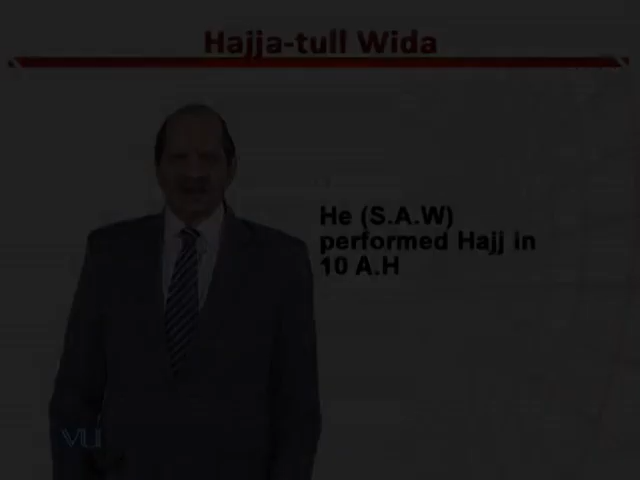 Hajja-tull Wida
He (S.A.W)
performed Hajj in
10 A.H
VU